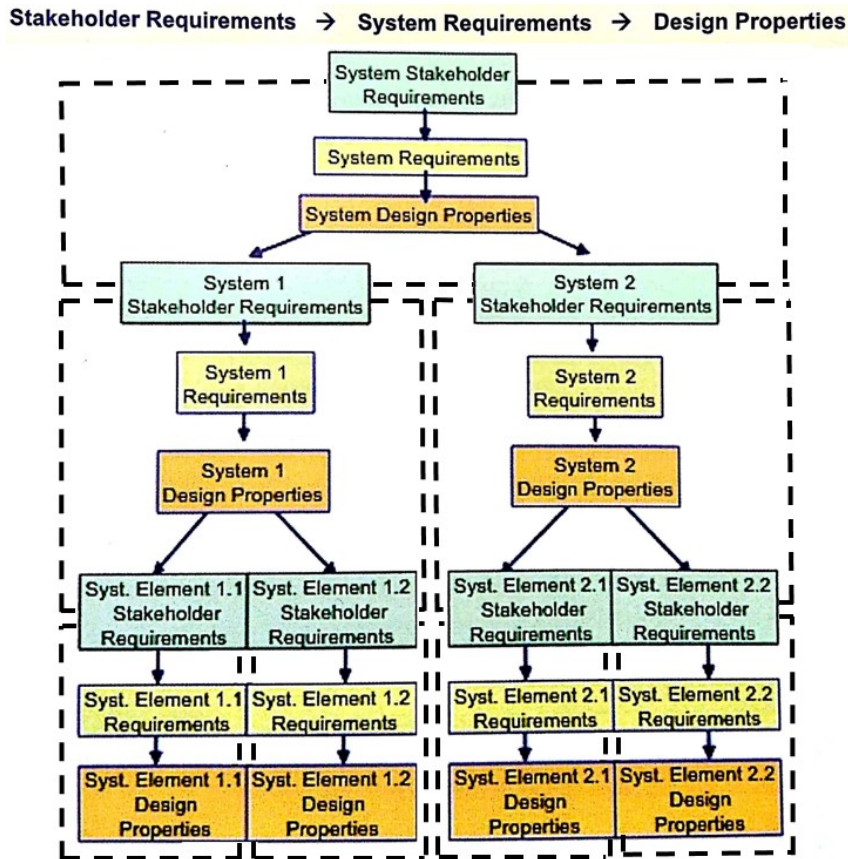 Stakeholder Requirements → System Requirements → Design Properties
System Stakeholder
Requirements
System Requirements
System Design Properties
System 1
Stakeholder Requirements
System 2
Stakeholder Requirements
System 1
Requirements
System 2
Requirements
System 1
Design Properties
System 2
Design Properties
Syst. Element 1.1
Stakeholder
Requirements
Syst. Element 1.2
Stakeholder
Requirements
Syst. Element 2.1
Stakeholder
Requirements
Syst. Element 2.2
Stakeholder
Requirements
Syst. Element 1.1
Requirements
Syst. Element 1.2
Requirements
Syst. Element 2.1
Requirements
Syst. Element 2.2
Requirements
Syst. Element 1.1
Design
Properties
Syst. Element 1.2
Design
Properties
Syst. Element 2.1
Design
Properties
Syst. Element 2.2
Design
Properties